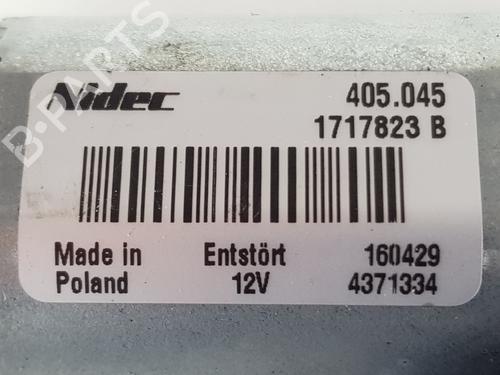 B-PARTS
Nidec 405.045
1717823 B
Made in Entstört 160429
Poland 12V 4371334